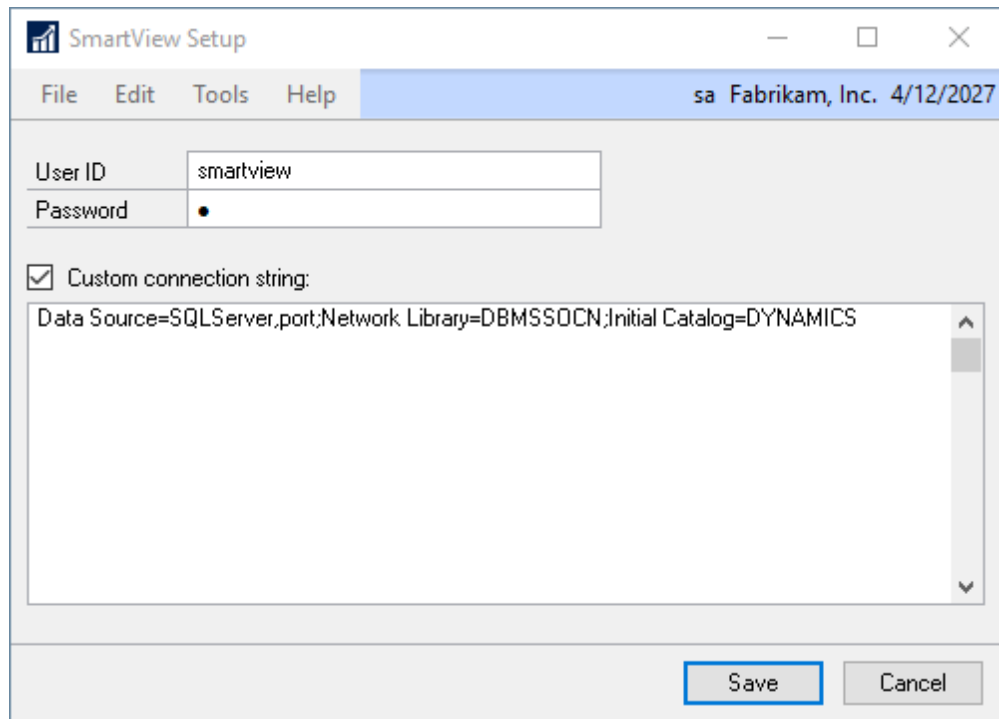 SmartView Setup
File Edit Tools Help sa Fabrikam, Inc. 4/12/2027
User ID smartview
Password ●
Custom connection string:
Data Source=SQLServer,port;Network Library=DBMSSOCN;Initial Catalog=DYNAMICS
Save Cancel